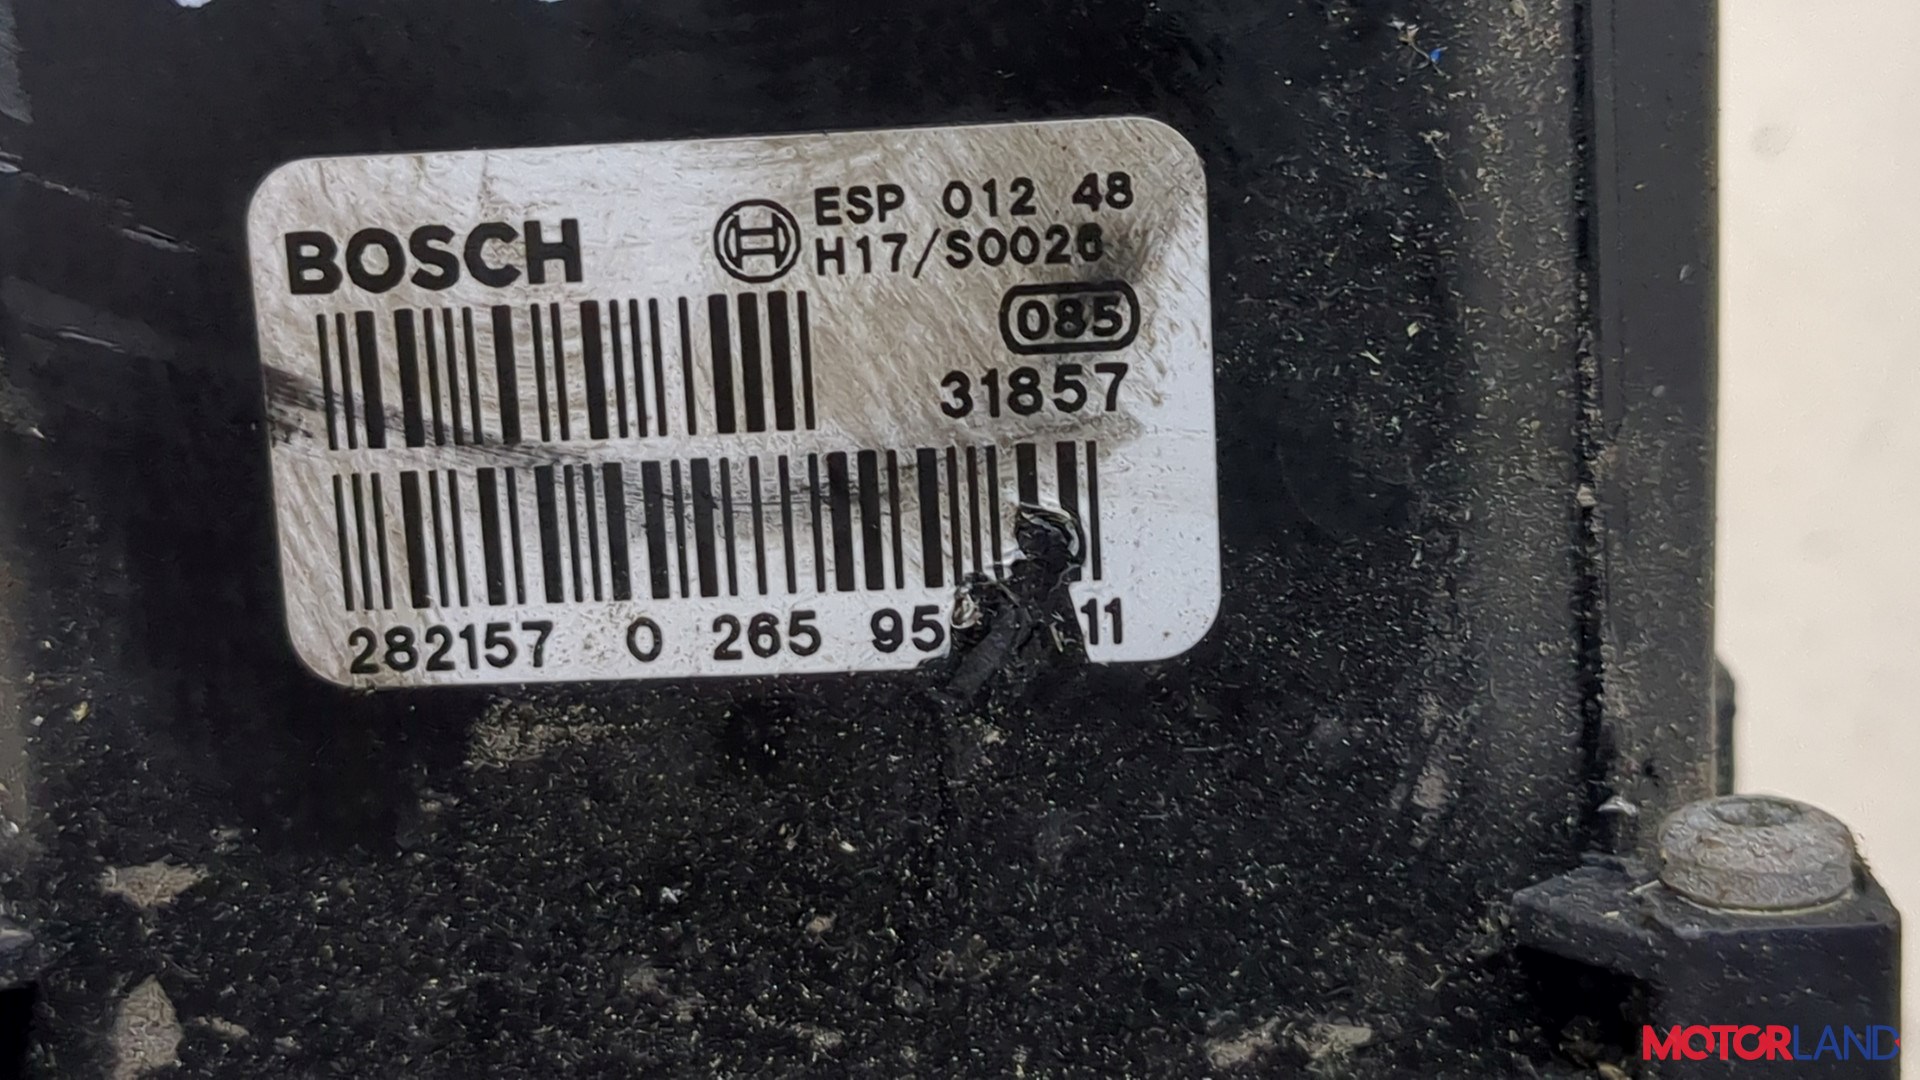 BOSCH
ESP 012 48
H17/S0026
085
31857
282157 0 265 95 11
MOTORLAND